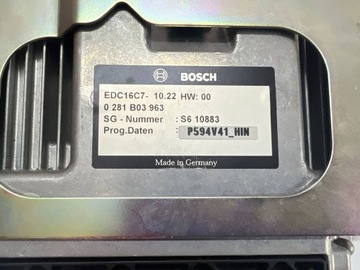 BOSCH
EDC16C7- 10.22 HW: 00
0 281 B03 963
SG - Nummer : S6 10883
Prog.Daten : P594V41_HIN
Made in Germany